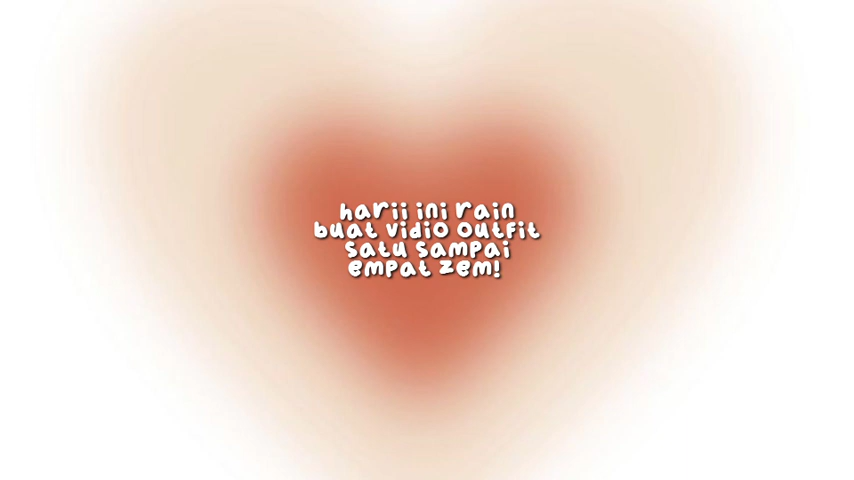 harii ini rain
buat vidio outfit
satu sampai
empat zem!